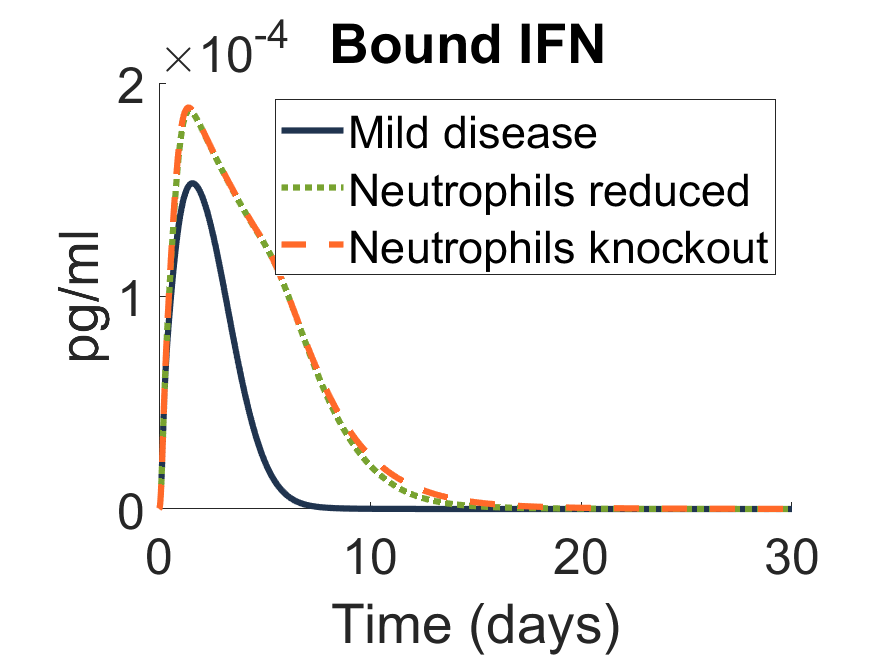 ×10-4
Bound IFN
2
1
0
pg/ml
Mild disease
Neutrophils reduced
Neutrophils knockout
0 10 20 30
Time (days)